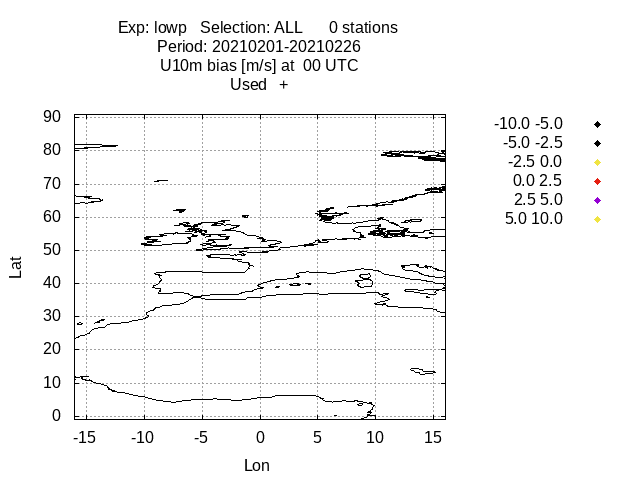 Exp: lowp   Selection: ALL      0 stations
Period: 20210201-20210226
U10m bias [m/s] at  00 UTC
Used   +
-10.0 -5.0
-5.0 -2.5
-2.5 0.0
0.0 2.5
2.5 5.0
5.0 10.0
90
80
70
60
50
40
30
20
10
0
Lat
-15 -10 -5 0 5 10 15
Lon